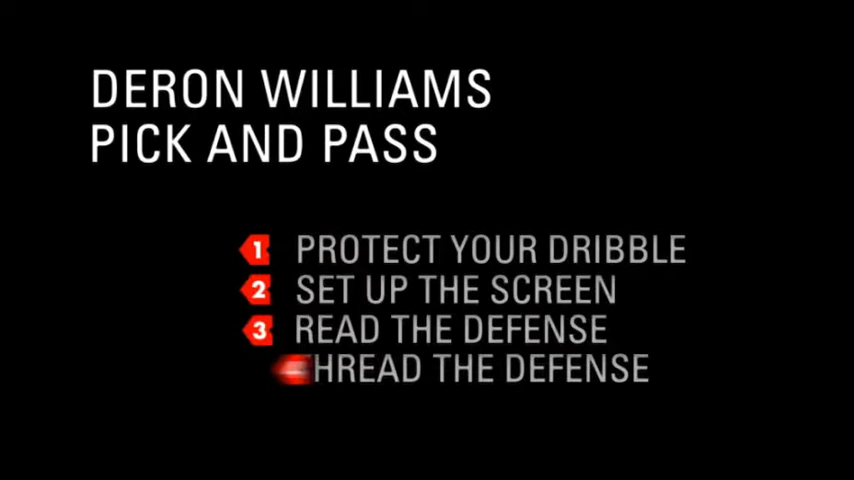 DERON WILLIAMS
PICK AND PASS
1 PROTECT YOUR DRIBBLE
2 SET UP THE SCREEN
3 READ THE DEFENSE
THREAD THE DEFENSE